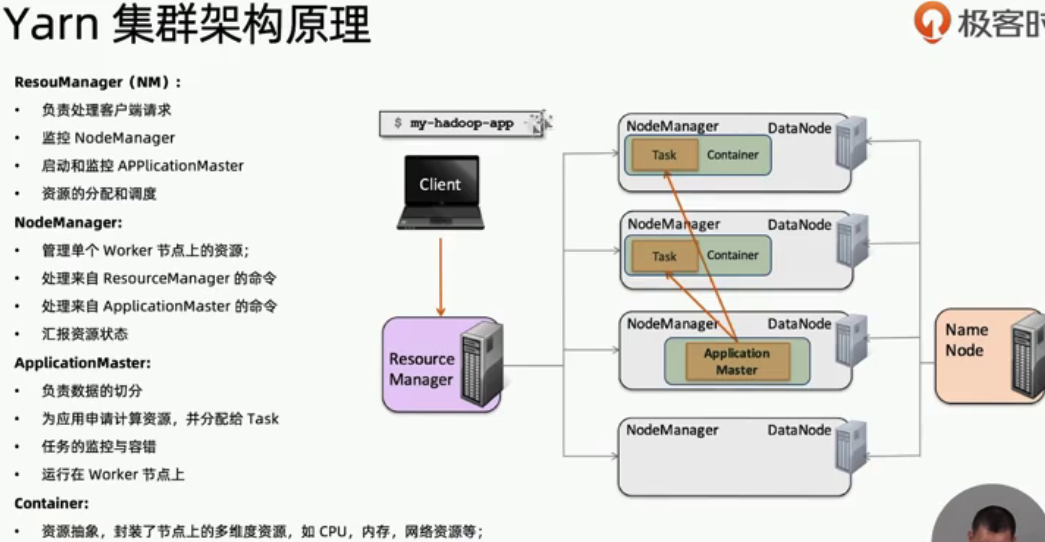 Yarn 集群架构原理
极客时
ResouManager（NM）:
• 负责处理客户端请求
• 监控 NodeManager
• 启动和监控 APPlicationMaster
• 资源的分配和调度
NodeManager:
• 管理单个 Worker 节点上的资源;
• 处理来自 ResourceManager 的命令
• 处理来自 ApplicationMaster 的命令
• 汇报资源状态
ApplicationMaster:
• 负责数据的切分
• 为应用申请计算资源，并分配给 Task
• 任务的监控与容错
• 运行在 Worker 节点上
Container:
• 资源抽象，封装了节点上的多维度资源，如 CPU，内存，网络资源等;
$ my-hadoop-app
Client
Resource
Manager
NodeManager DataNode
Task Container
NodeManager DataNode
Task Container
NodeManager DataNode
Application
Master
NodeManager DataNode
Name
Node